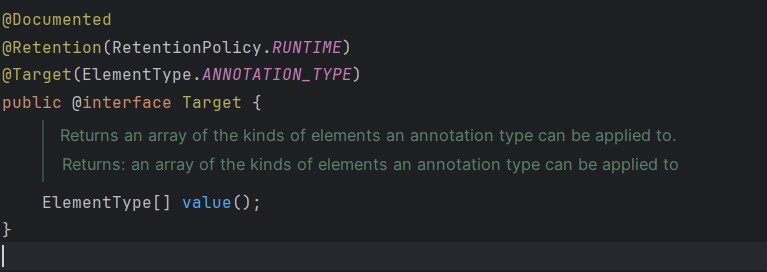 @Documented
@Retention(RetentionPolicy.RUNTIME)
@Target(ElementType.ANNOTATION_TYPE)
public @interface Target {
Returns an array of the kinds of elements an annotation type can be applied to.
Returns: an array of the kinds of elements an annotation type can be applied to
ElementType[] value();
}